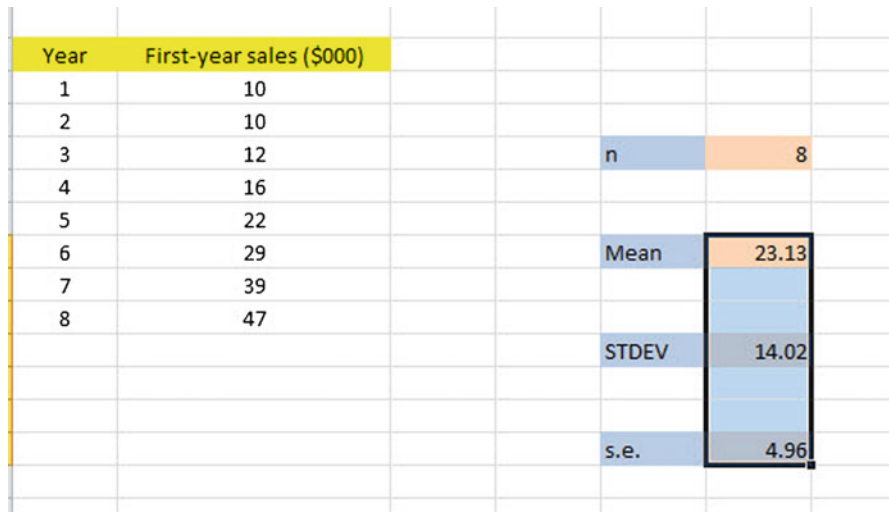 Year First-year sales ($000)
1 10
2 10
3 12 n 8
4 16
5 22
6 29 Mean 23.13
7 39
8 47
STDEV 14.02
s.e. 4.96